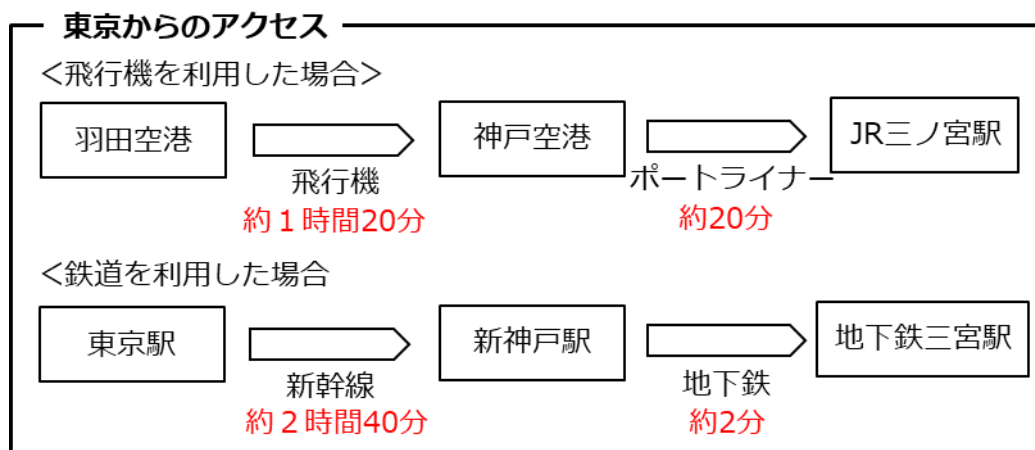 東京からのアクセス
＜飛行機を利用した場合＞
羽田空港 神戸空港 JR三ノ宮駅
飛行機 ポートライナー
約１時間20分 約20分
＜鉄道を利用した場合
東京駅 新神戸駅 地下鉄三宮駅
新幹線 地下鉄
約２時間40分 約2分